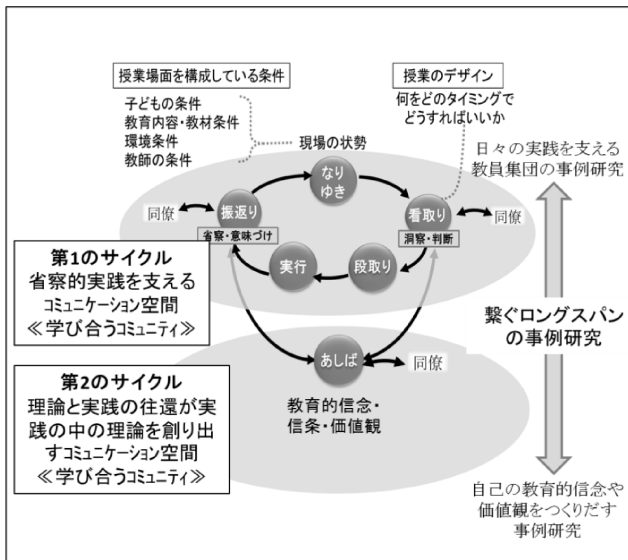 授業場面を構成している条件
子どもの条件
教育内容・教材条件
環境条件
教師の条件
授業のデザイン
何をどのタイミングで
どうすればいいか
現場の状勢
なり
ゆき
日々の実践を支える
教員集団の事例研究
同僚
振返り
省察・意味づけ
看取り
洞察・判断
同僚
実行
段取り
第1のサイクル
省察的実践を支える
コミュニケーション空間
≪学び合うコミュニティ≫
繋ぐロングスパン
の事例研究
あしば
同僚
教育的信念・
信条・価値観
第2のサイクル
理論と実践の往還が実
践の中の理論を創り出
すコミュニケーション空間
≪学び合うコミュニティ≫
自己の教育的信念や
価値観をつくりだす
事例研究